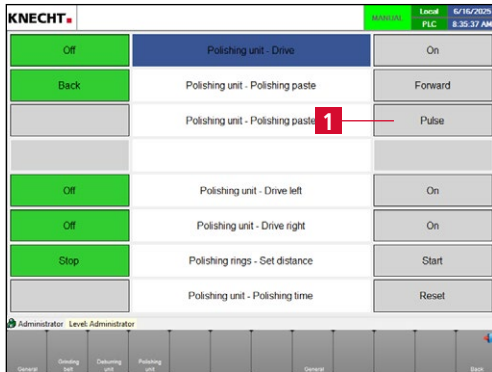 KNECHT
MANUAL
Local 6/16/2025
PLC 8:35:37 AM
Off Polishing unit - Drive On
Back Polishing unit - Polishing paste Forward
Polishing unit - Polishing paste 1 Pulse
Off Polishing unit - Drive left On
Off Polishing unit - Drive right On
Stop Polishing rings - Set distance Start
Polishing unit - Polishing time Reset
Administrator Level: Administrator
General Grinding belt Deburring unit Polishing unit General Back